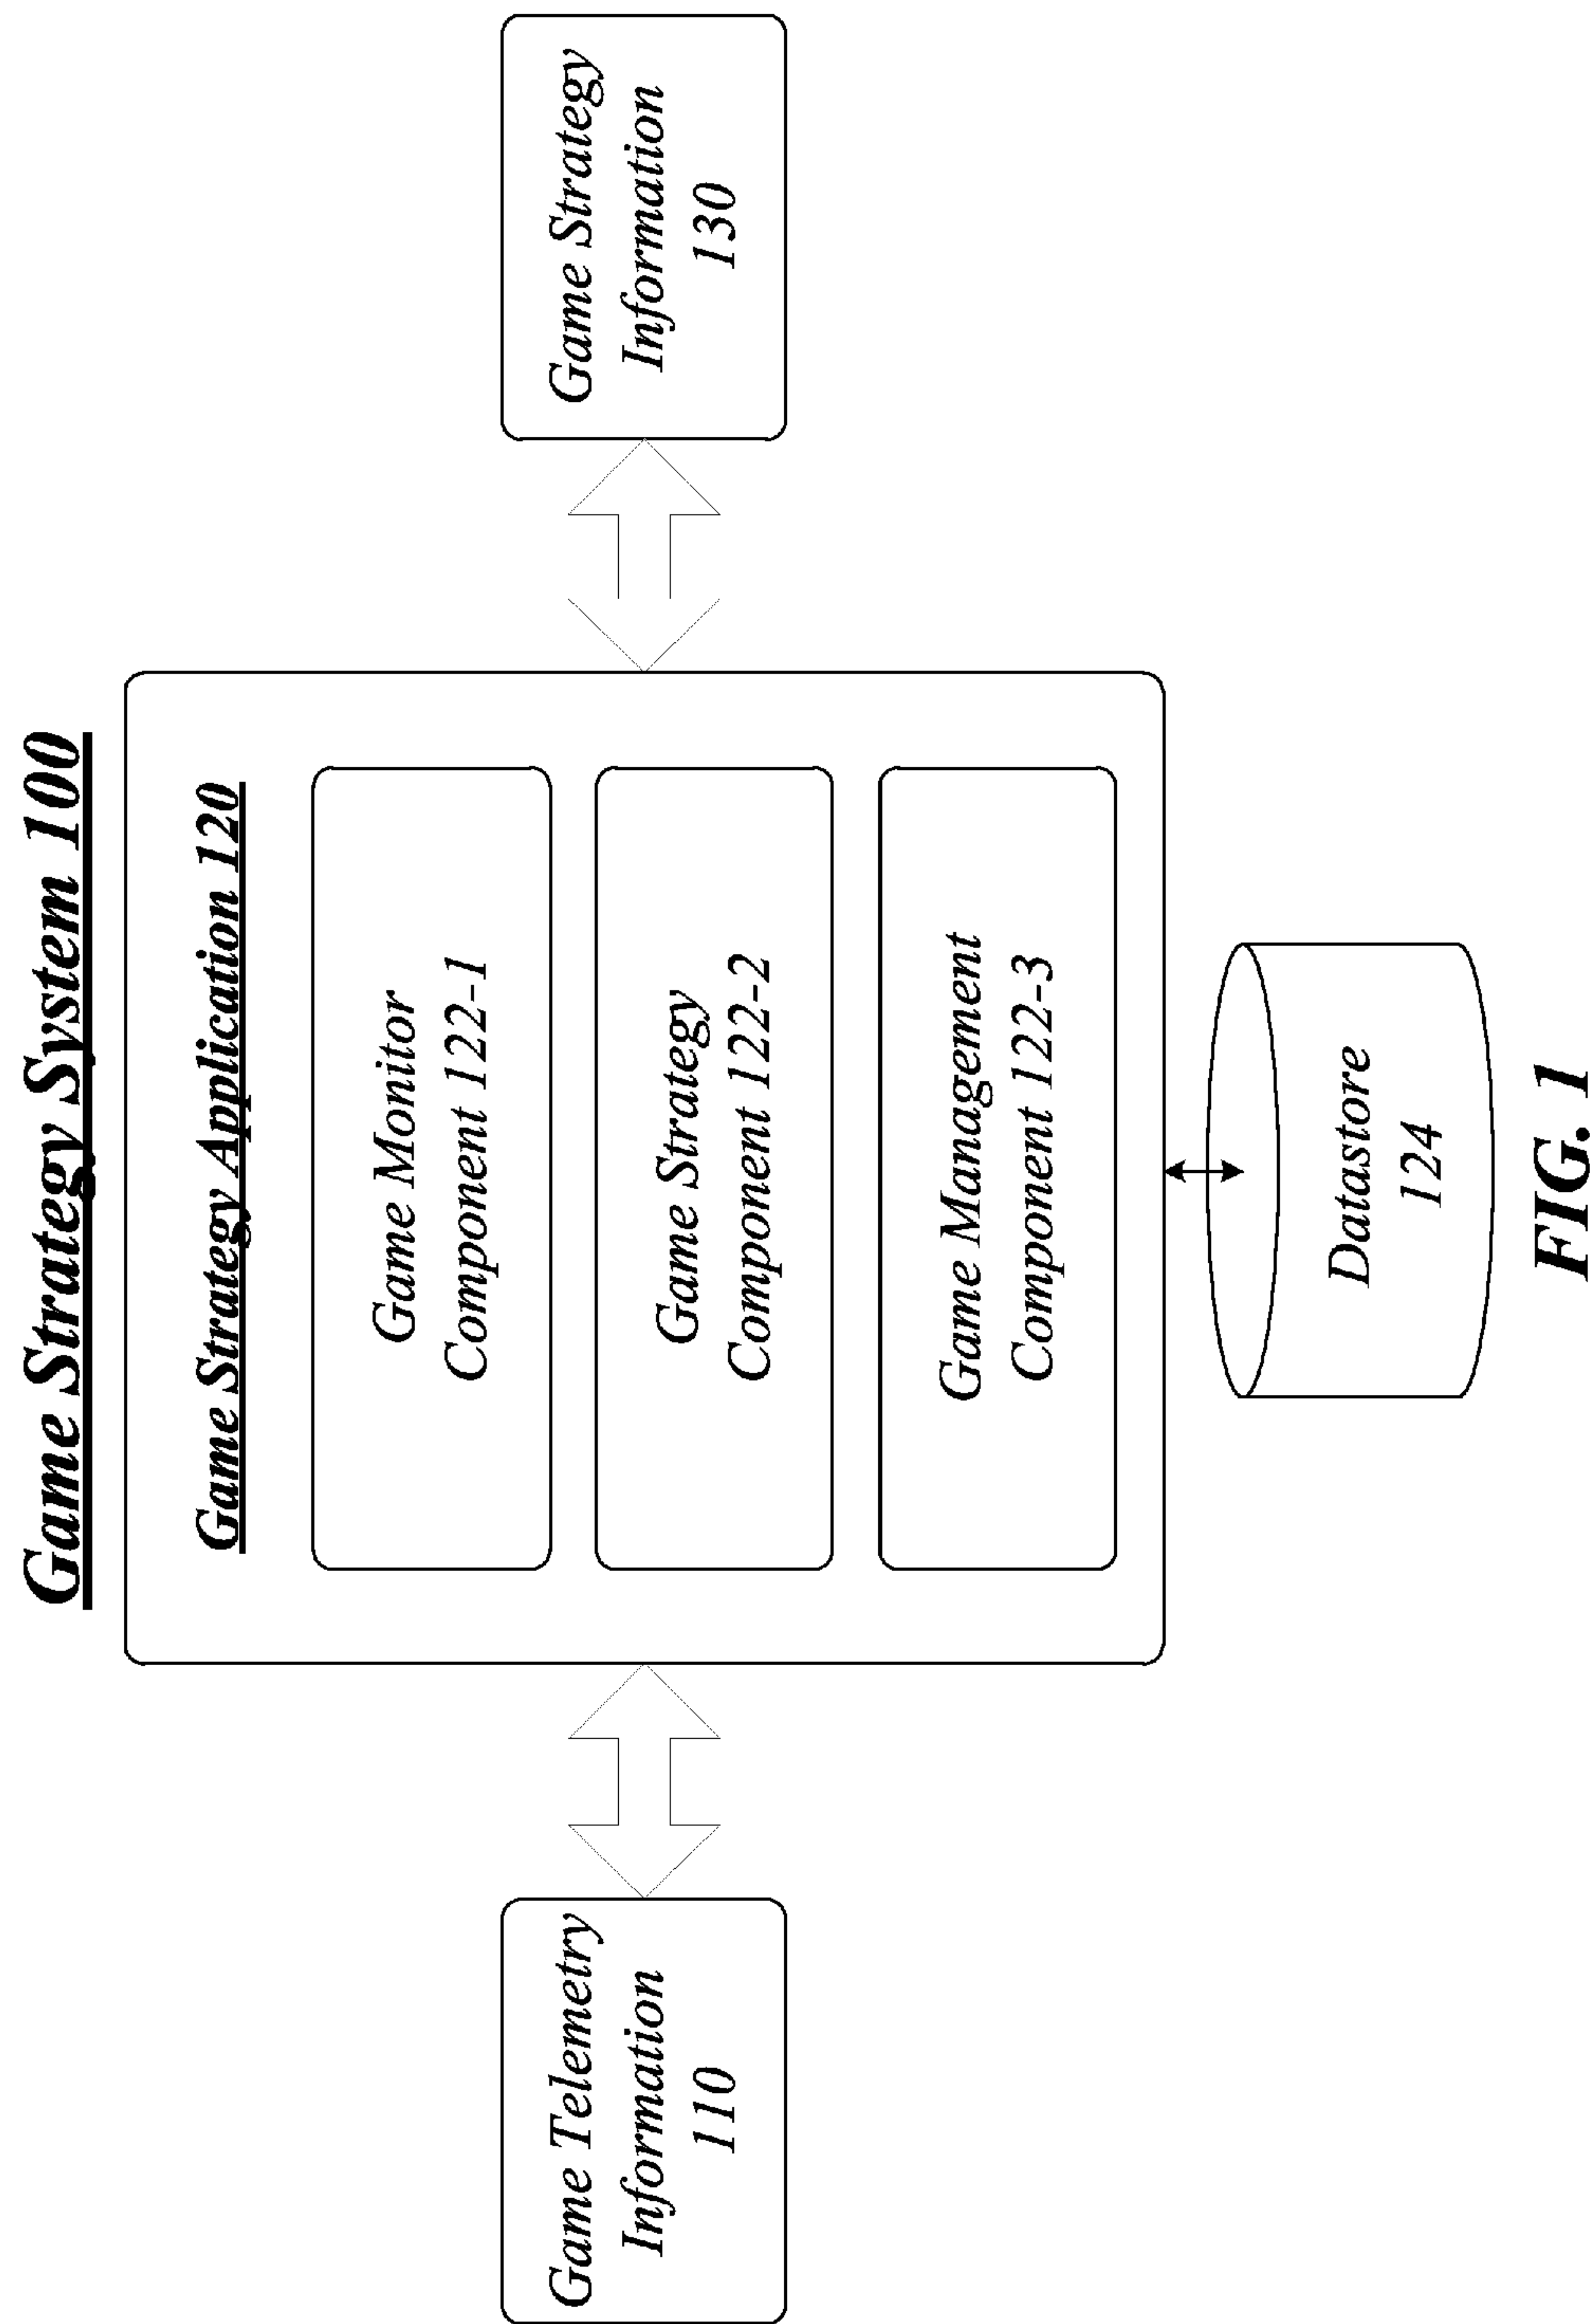 Game Strategy System 100
Game Strategy Application 120
Game Telemetry
Information
110
Game Monitor
Component 122-1
Game Strategy
Component 122-2
Game Management
Component 122-3
Game Strategy
Information
130
Datastore
124
FIG. 1